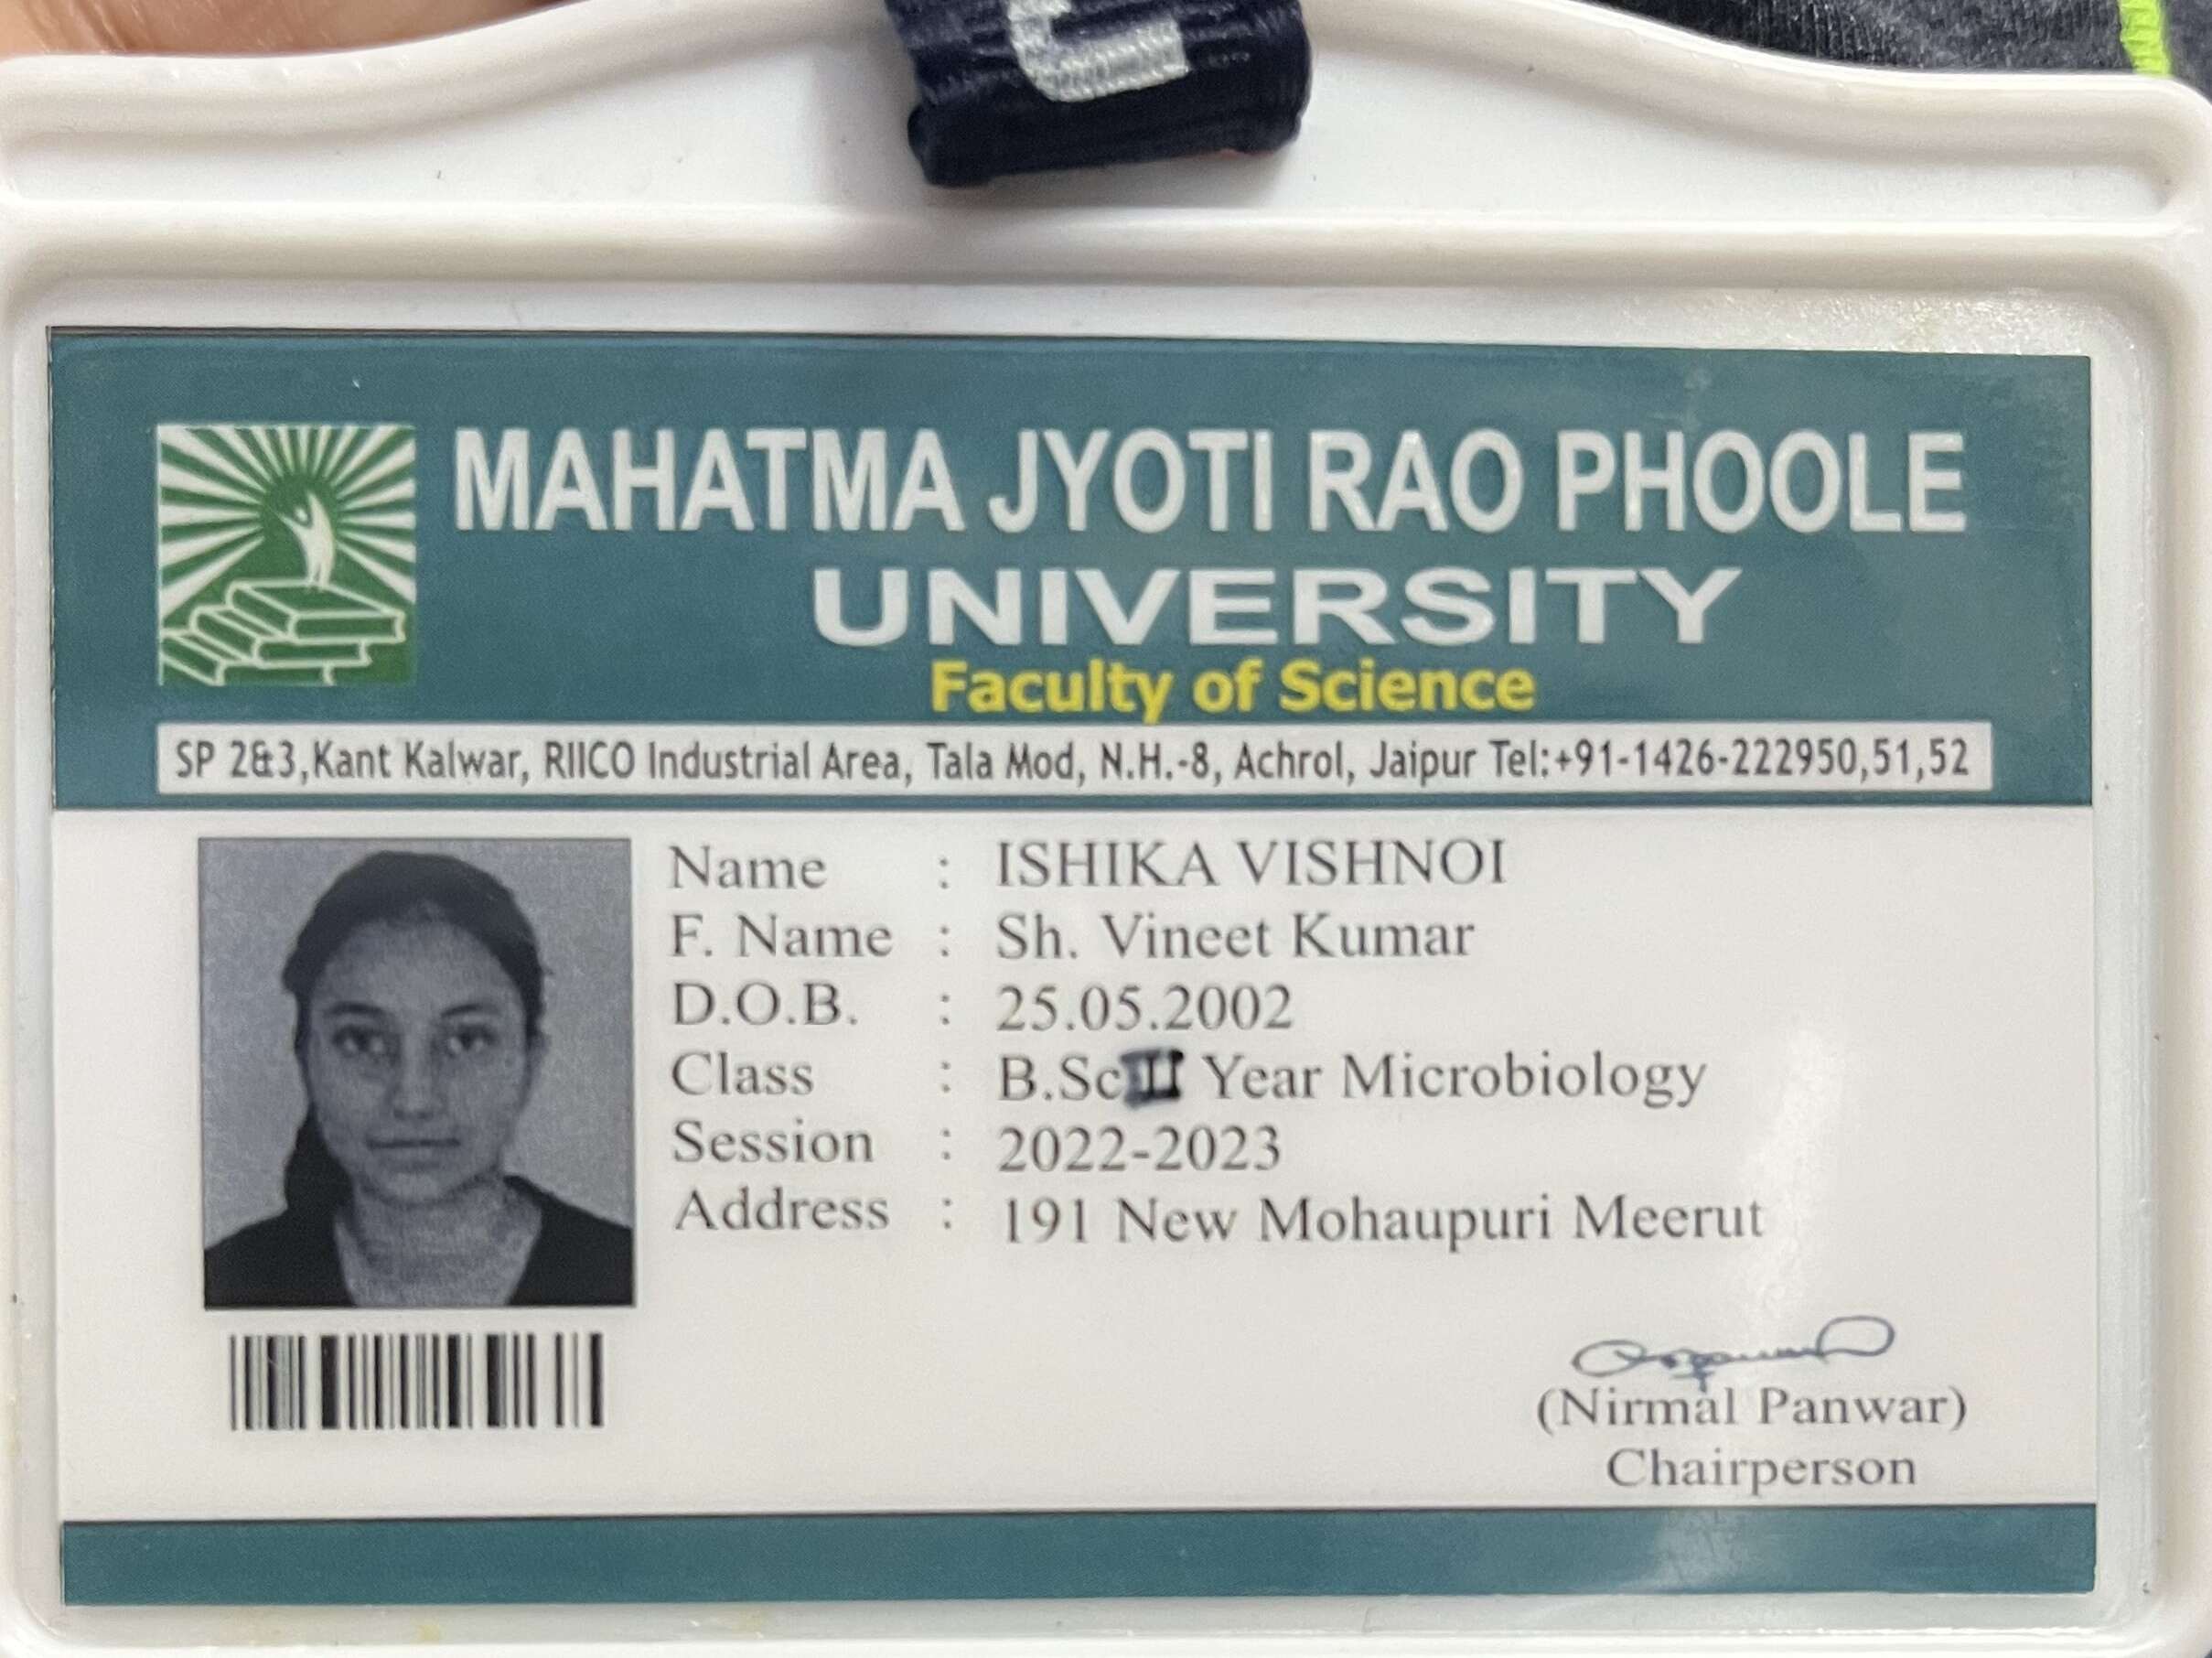 MAHATMA JYOTI RAO PHOOLE
UNIVERSITY
Faculty of Science
SP 2&3,Kant Kalwar, RIICO Industrial Area, Tala Mod, N.H.-8, Achrol, Jaipur Tel:+91-1426-222950,51,52
Name : ISHIKA VISHNOI
F. Name : Sh. Vineet Kumar
D.O.B. : 25.05.2002
Class : B.Sc II Year Microbiology
Session : 2022-2023
Address : 191 New Mohaupuri Meerut
(Nirmal Panwar)
Chairperson